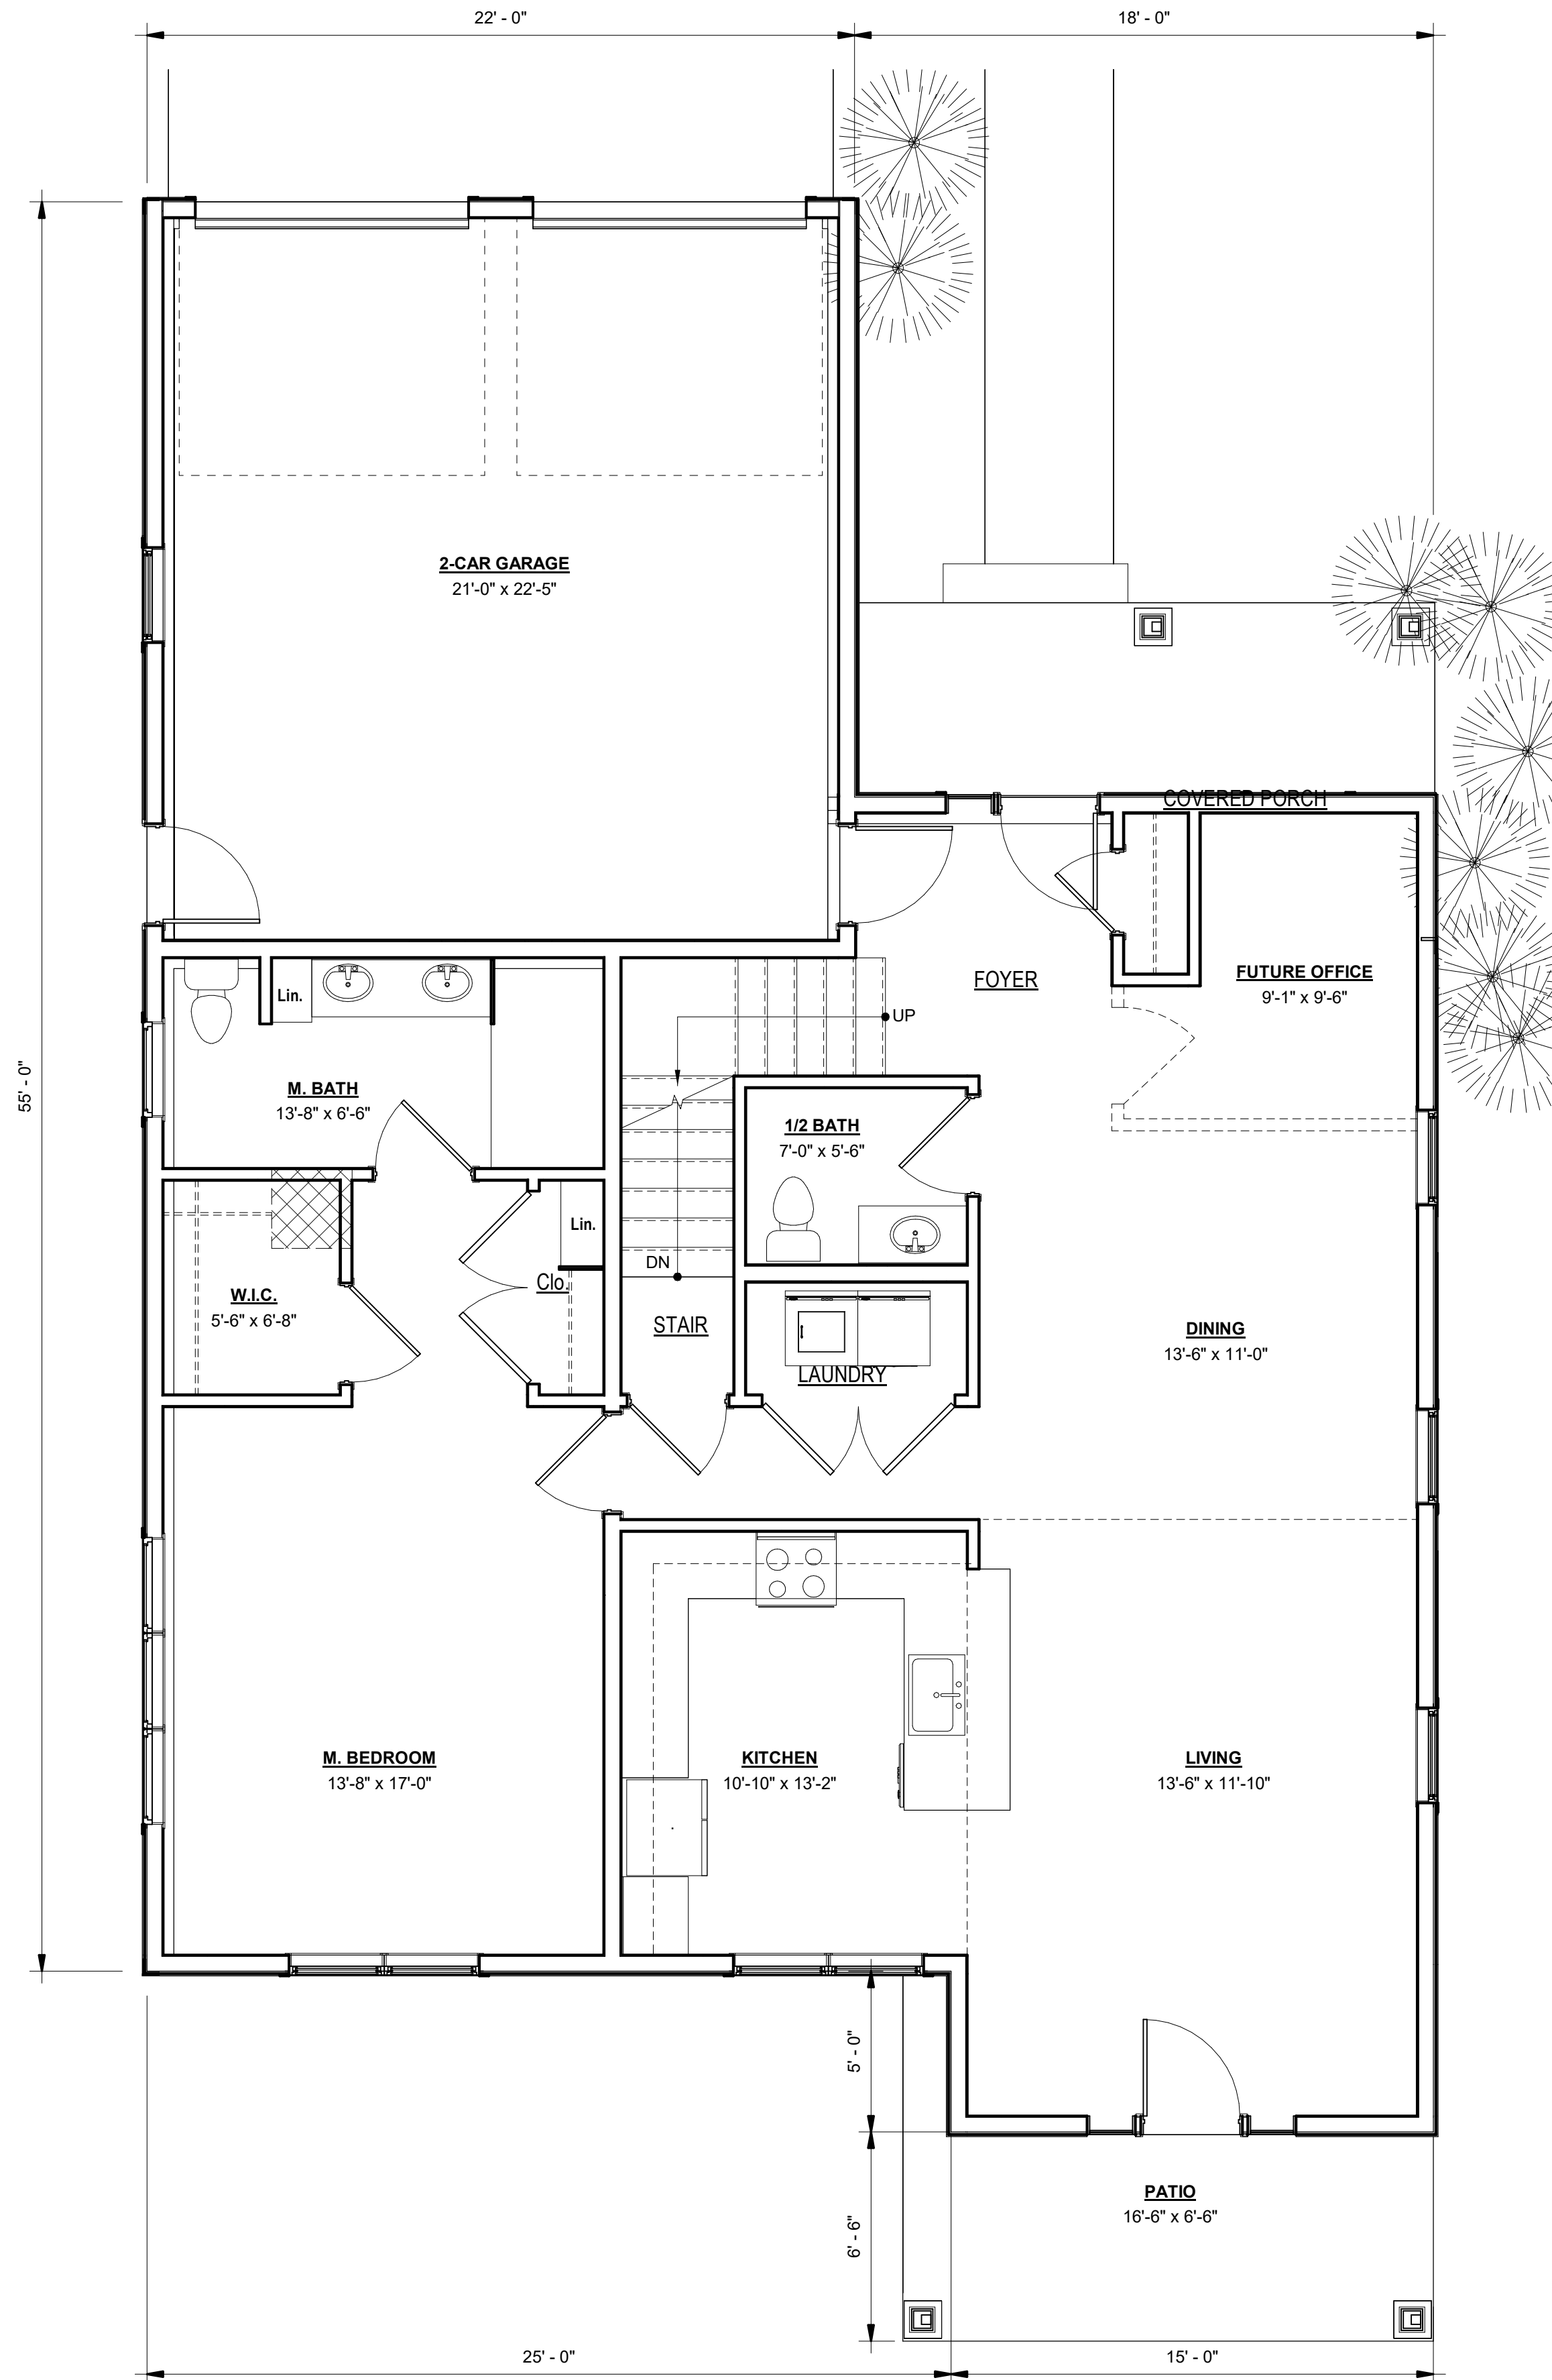 22' - 0"
18' - 0"
2-CAR GARAGE
21'-0" x 22'-5"
COVERED PORCH
FOYER
FUTURE OFFICE
9'-1" x 9'-6"
Lin.
UP
M. BATH
13'-8" x 6'-6"
55' - 0"
1/2 BATH
7'-0" x 5'-6"
Lin.
DN
Clo.
W.I.C.
5'-6" x 6'-8"
STAIR
DINING
13'-6" x 11'-0"
LAUNDRY
M. BEDROOM
13'-8" x 17'-0"
KITCHEN
10'-10" x 13'-2"
LIVING
13'-6" x 11'-10"
5' - 0"
PATIO
16'-6" x 6'-6"
6' - 6"
25' - 0"
15' - 0"